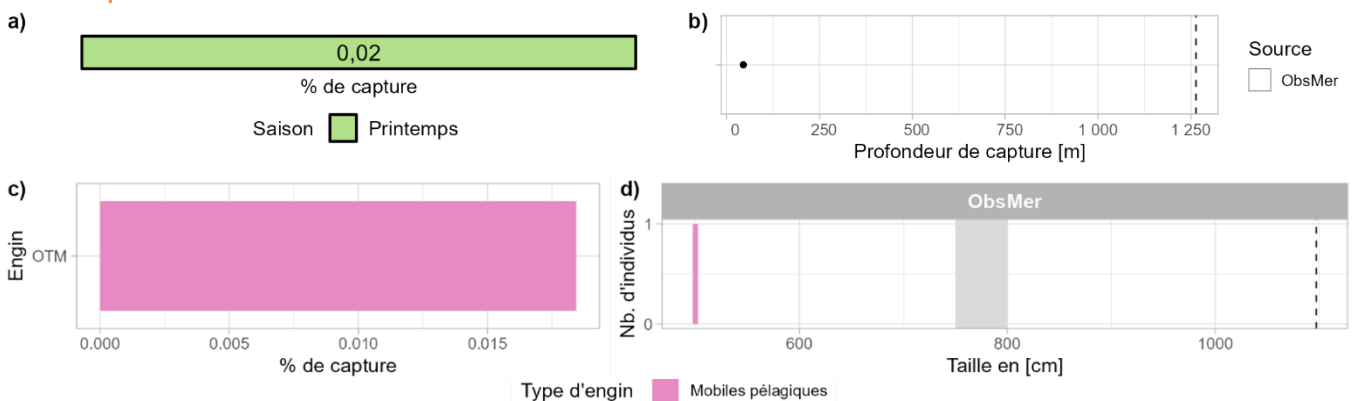 a)
0,02
% de capture
Saison Printemps
b)
0 250 500 750 1 000 1 250
Profondeur de capture [m]
Source
ObsMer
c)
Engin
OTM
0.000 0.005 0.010 0.015
% de capture
d)
ObsMer
Nb. d'individus
1
0
600 800 1000
Taille en [cm]
Type d'engin Mobiles pélagiques